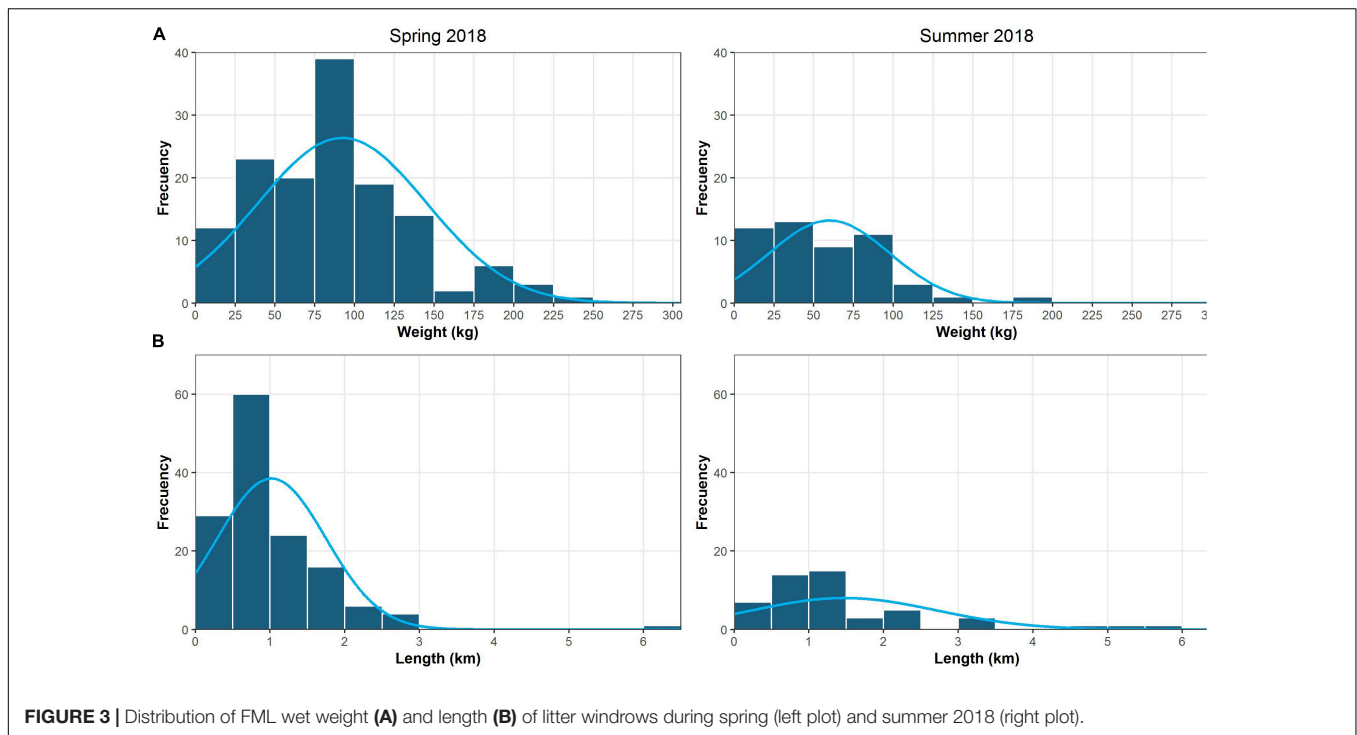 A
Spring 2018
Summer 2018
40
30
20
10
0
Frecuency
0 25 50 75 100 125 150 175 200 225 250 275 300
Weight (kg)
40
30
20
10
0
Frecuency
0 25 50 75 100 125 150 175 200 225 250 275 3
Weight (kg)
B
60
40
20
0
Frecuency
0 1 2 3 4 5 6
Length (km)
60
40
20
0
Frecuency
0 1 2 3 4 5 6
Length (km)
FIGURE 3 | Distribution of FML wet weight (A) and length (B) of litter windrows during spring (left plot) and summer 2018 (right plot).